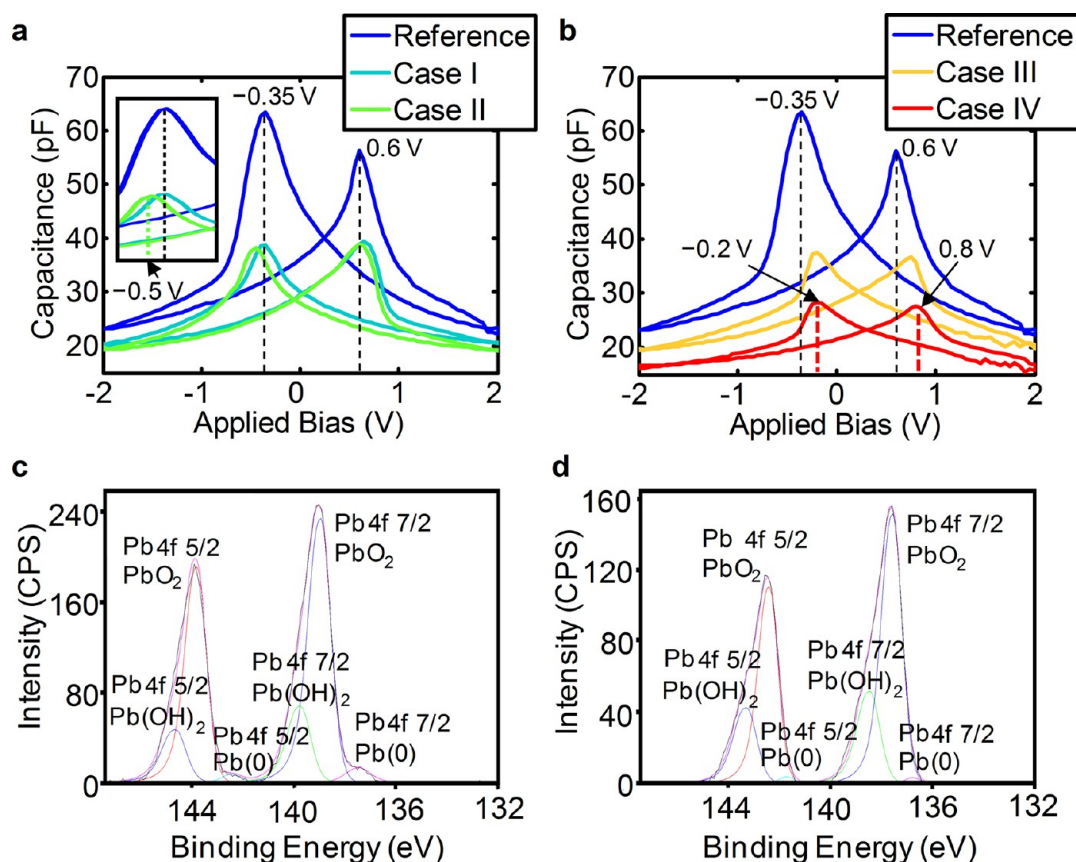 a
Reference
Case I
Case II
70
60
50
40
30
20
Capacitance (pF)
−0.35 V
0.6 V
−0.5 V
-2
-1
0
1
2
Applied Bias (V)
b
Reference
Case III
Case IV
70
60
50
40
30
20
Capacitance (pF)
−0.35 V
0.6 V
−0.2 V
0.8 V
-2
-1
0
1
2
Applied Bias (V)
c
240
160
80
0
Intensity (CPS)
Pb 4f 5/2
PbO₂
Pb 4f 7/2
PbO₂
Pb 4f 5/2
Pb(OH)₂
Pb 4f 7/2
Pb(OH)₂
Pb 4f 5/2
Pb(0)
Pb 4f 7/2
Pb(0)
144
140
136
132
Binding Energy (eV)
d
160
120
80
40
0
Intensity (CPS)
Pb 4f 5/2
PbO₂
Pb 4f 7/2
PbO₂
Pb 4f 5/2
Pb(OH)₂
Pb 4f 7/2
Pb(OH)₂
Pb 4f 5/2
Pb(0)
Pb 4f 7/2
Pb(0)
144
140
136
132
Binding Energy (eV)